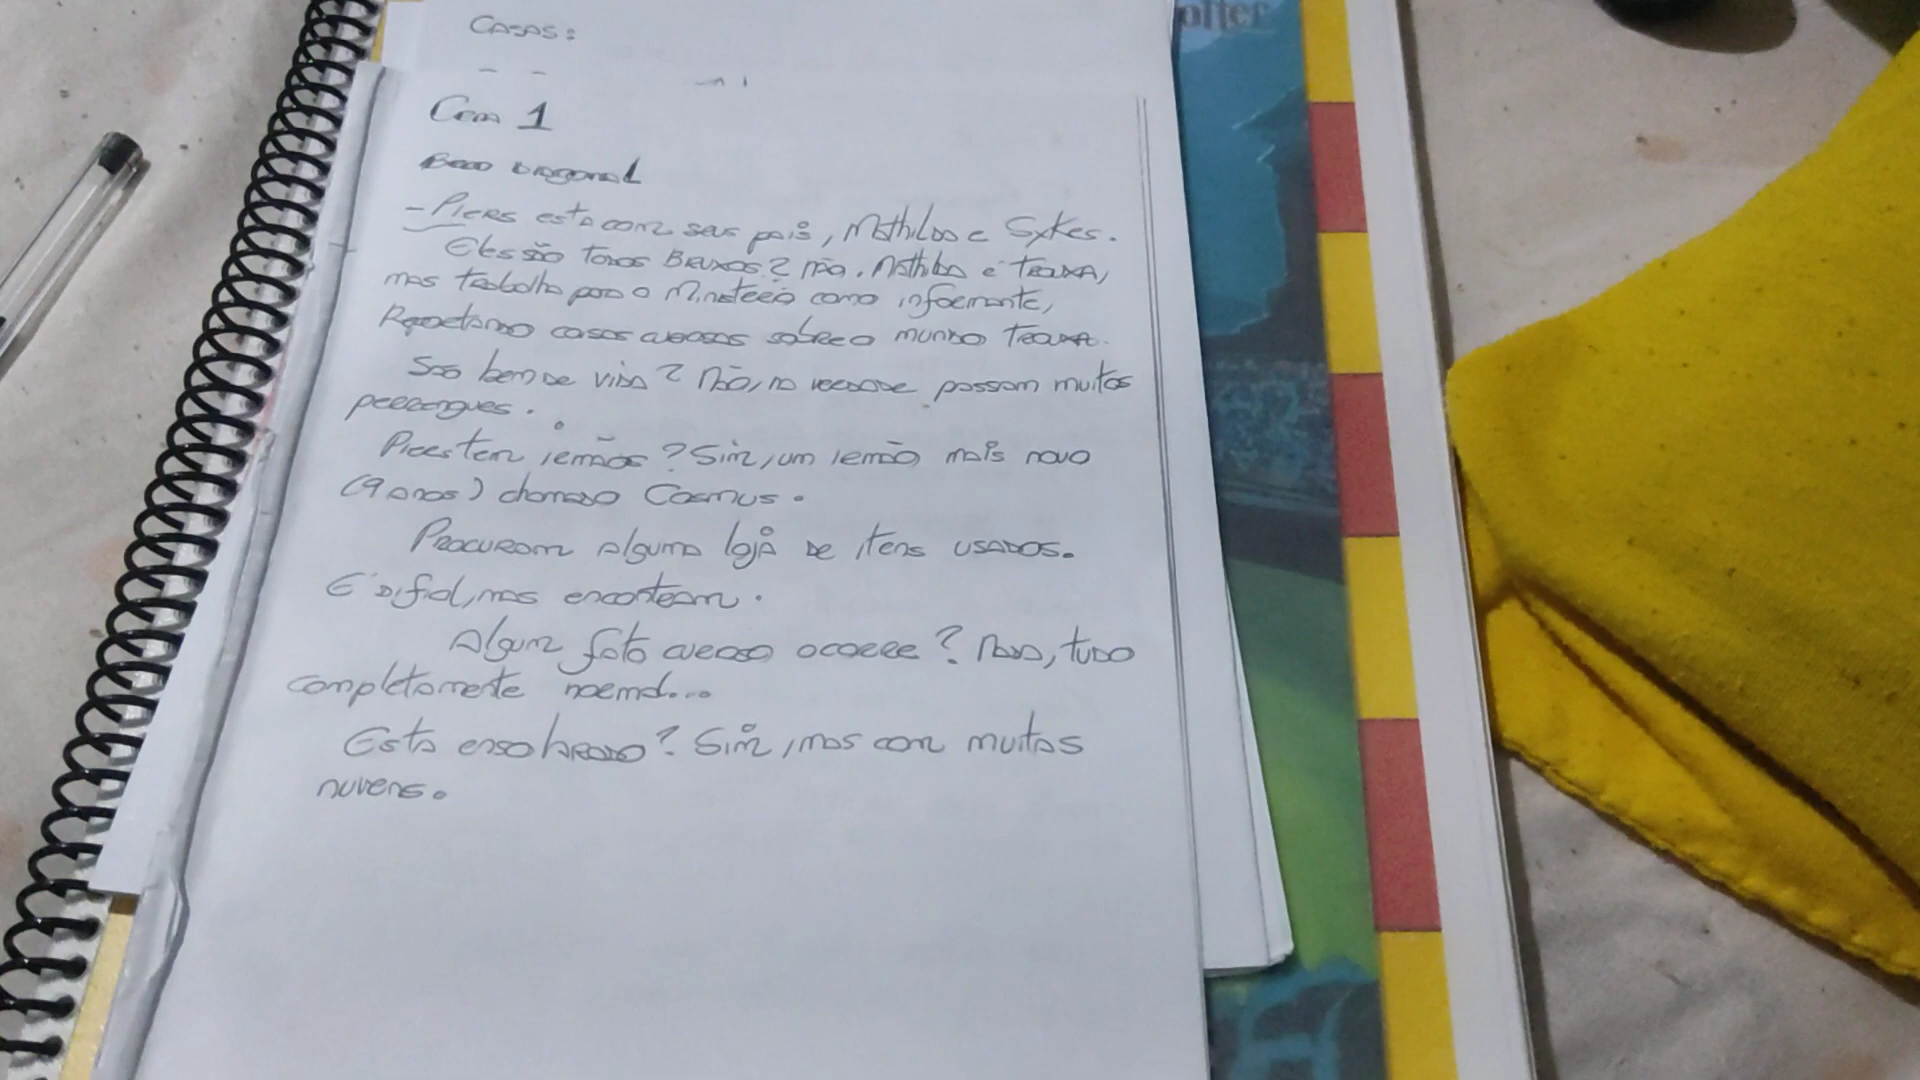 otter
Casas:
Cena 1
Beco Diagonal
- Piers está com seus pais, Mathilda e Sykes.
Eles são todos Bruxos? não. Mathilda é trouxa,
mas trabalha para o Ministério como informante,
Reportando casos curiosos sobre o mundo trouxa.
São bem de vida? Não, na verdade passam muitos
perrengues.
Piers tem irmãos? Sim, um irmão mais novo
(9 anos) chamado Cosmus.
Procuram alguma loja de itens usados.
É difícil, mas encontram.
Algum fato curioso ocorre? Nada, tudo
completamente normal...
Está ensolarado? Sim, mas com muitas
nuvens.